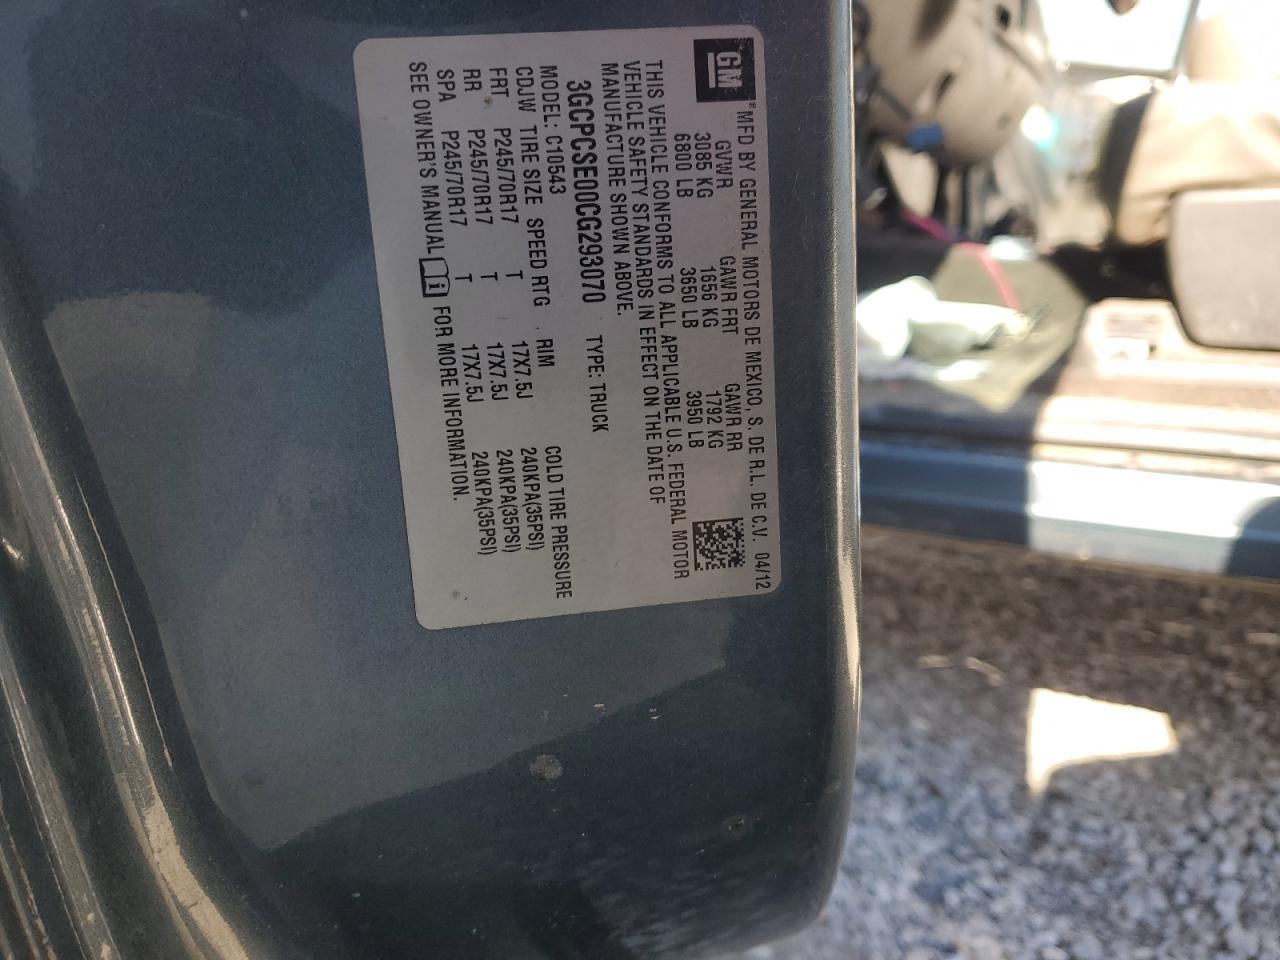 GM ®MFD BY GENERAL MOTORS DE MEXICO, S. DE R.L. DE C.V. 04/12
GVWR GAWR FRT GAWR RR
3085 KG 1656 KG 1792 KG
6800 LB 3650 LB 3950 LB
THIS VEHICLE CONFORMS TO ALL APPLICABLE U.S. FEDERAL MOTOR
VEHICLE SAFETY STANDARDS IN EFFECT ON THE DATE OF
MANUFACTURE SHOWN ABOVE.
3GCPCSE00CG293070 TYPE: TRUCK
MODEL: C10543
CDJW TIRE SIZE SPEED RTG RIM COLD TIRE PRESSURE
FRT P245/70R17 T 17X7.5J 240KPA(35PSI)
RR P245/70R17 T 17X7.5J 240KPA(35PSI)
SPA P245/70R17 T 17X7.5J 240KPA(35PSI)
SEE OWNER'S MANUAL i FOR MORE INFORMATION.